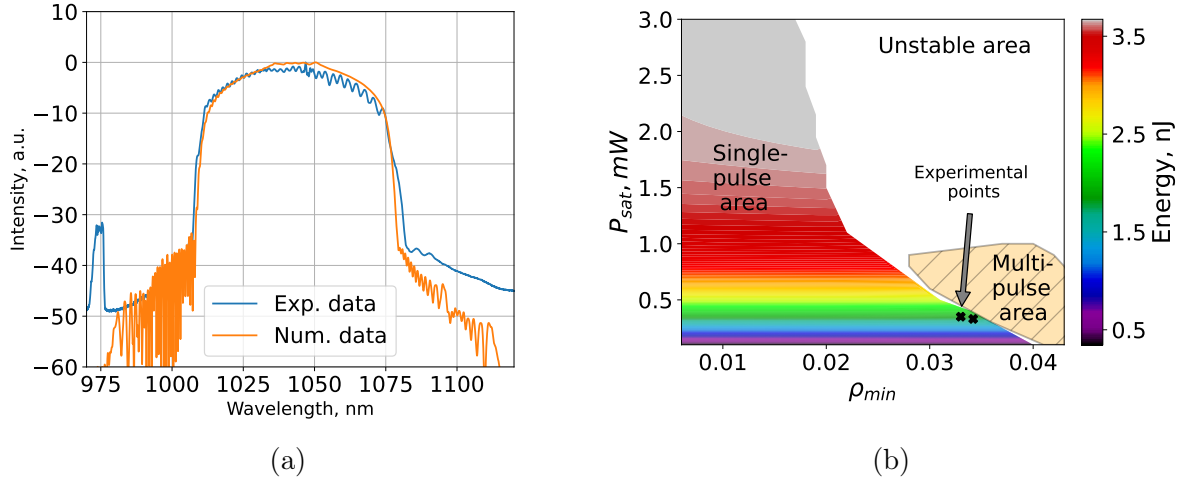 10
0
−10
−20
−30
−40
−50
−60
Intensity, a.u.
975
1000
1025
1050
1075
1100
Wavelength, nm
Exp. data
Num. data
(a)
3.0
2.5
2.0
1.5
1.0
0.5
P_sat, mW
0.01
0.02
0.03
0.04
ρ_min
Unstable area
Single-
pulse
area
Experimental
points
Multi-
pulse
area
3.5
2.5
1.5
0.5
Energy, nJ
(b)